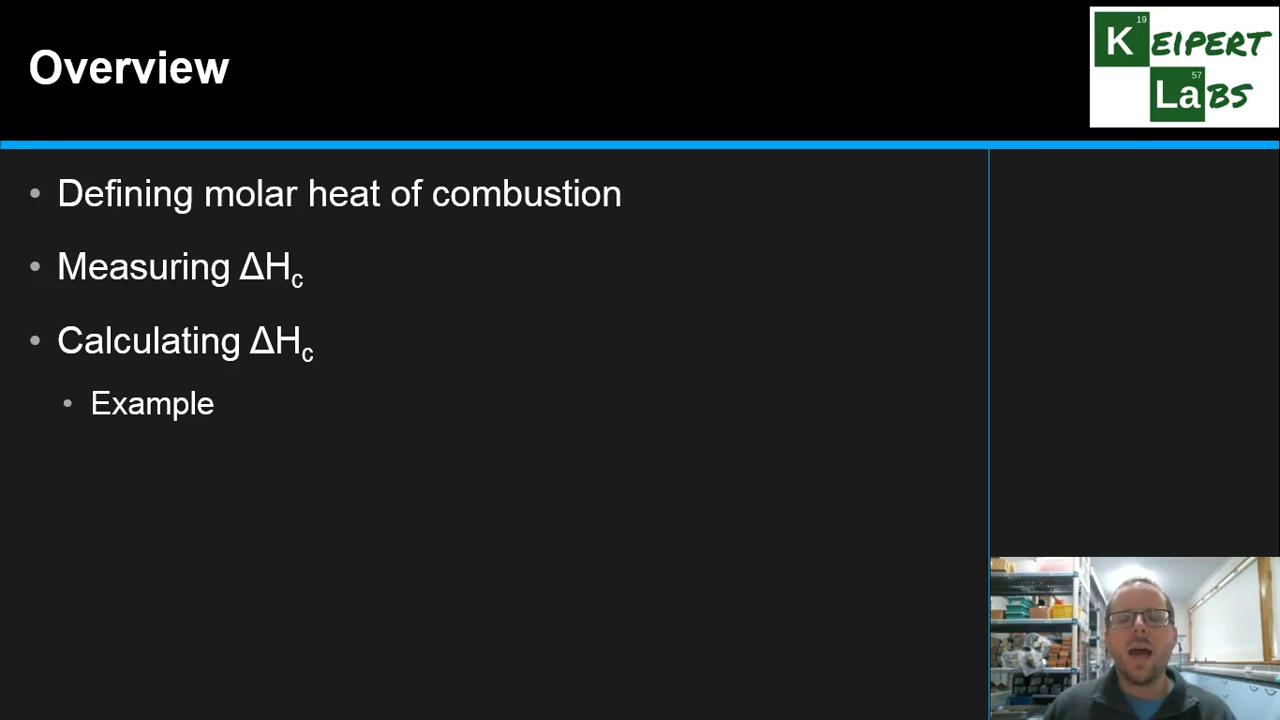 Overview
19
K EIPERT
57
La BS
• Defining molar heat of combustion
• Measuring ΔHc
• Calculating ΔHc
• Example